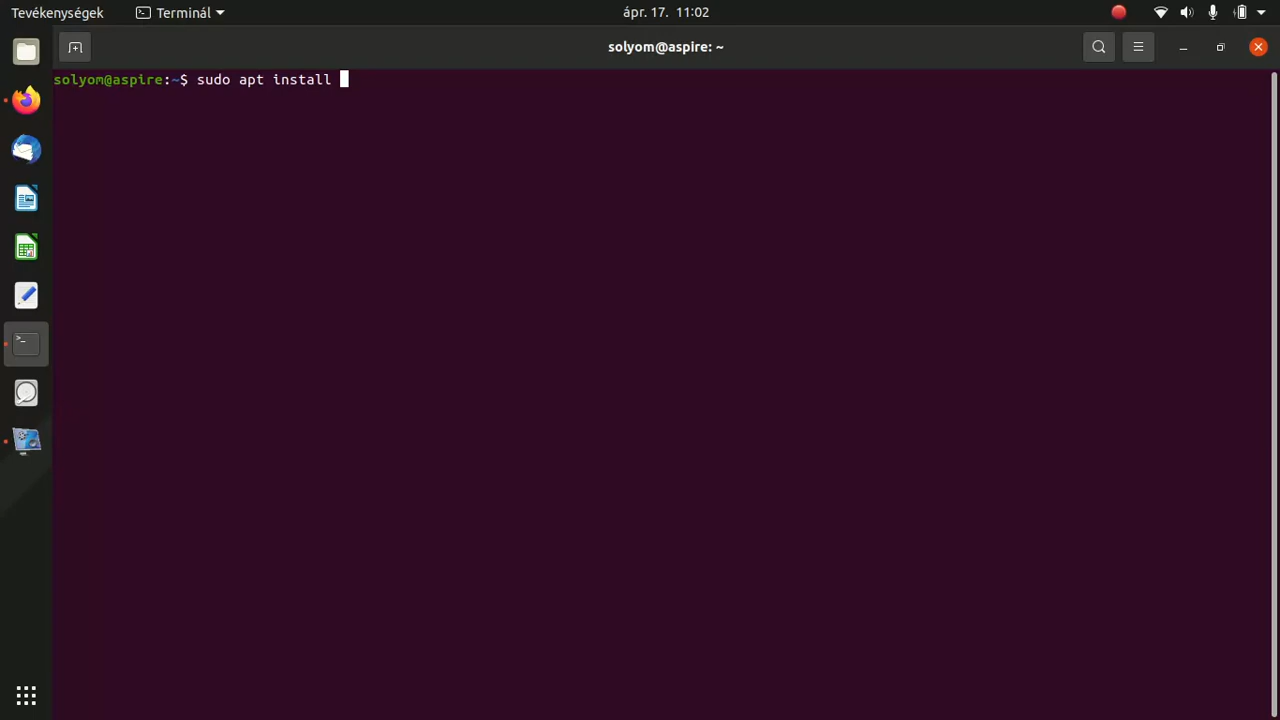 Tevékenységek
Terminál
ápr. 17. 11:02
solyom@aspire: ~
solyom@aspire:~$ sudo apt install